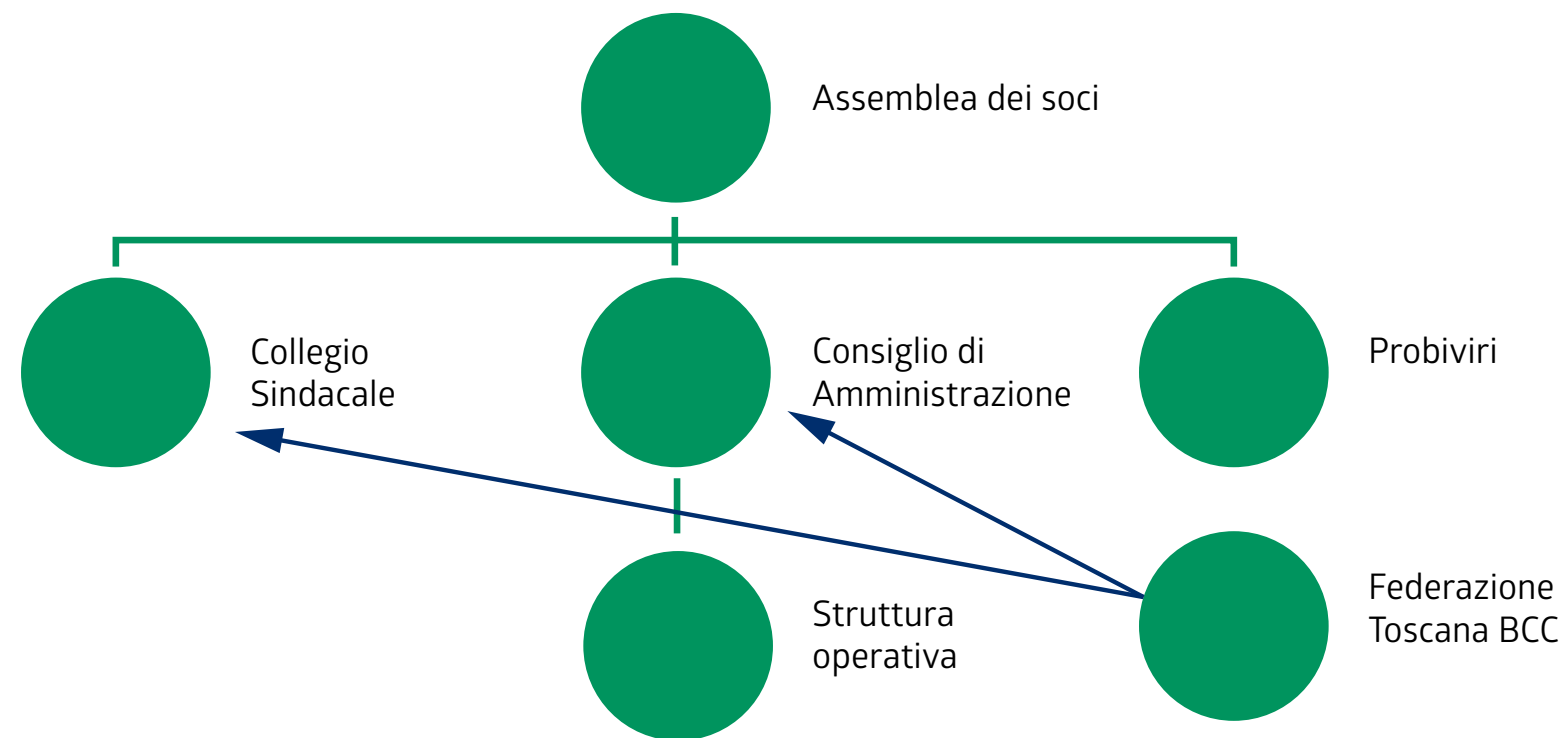 Assemblea dei soci
Collegio
Sindacale
Consiglio di
Amministrazione
Probiviri
Struttura
operativa
Federazione
Toscana BCC